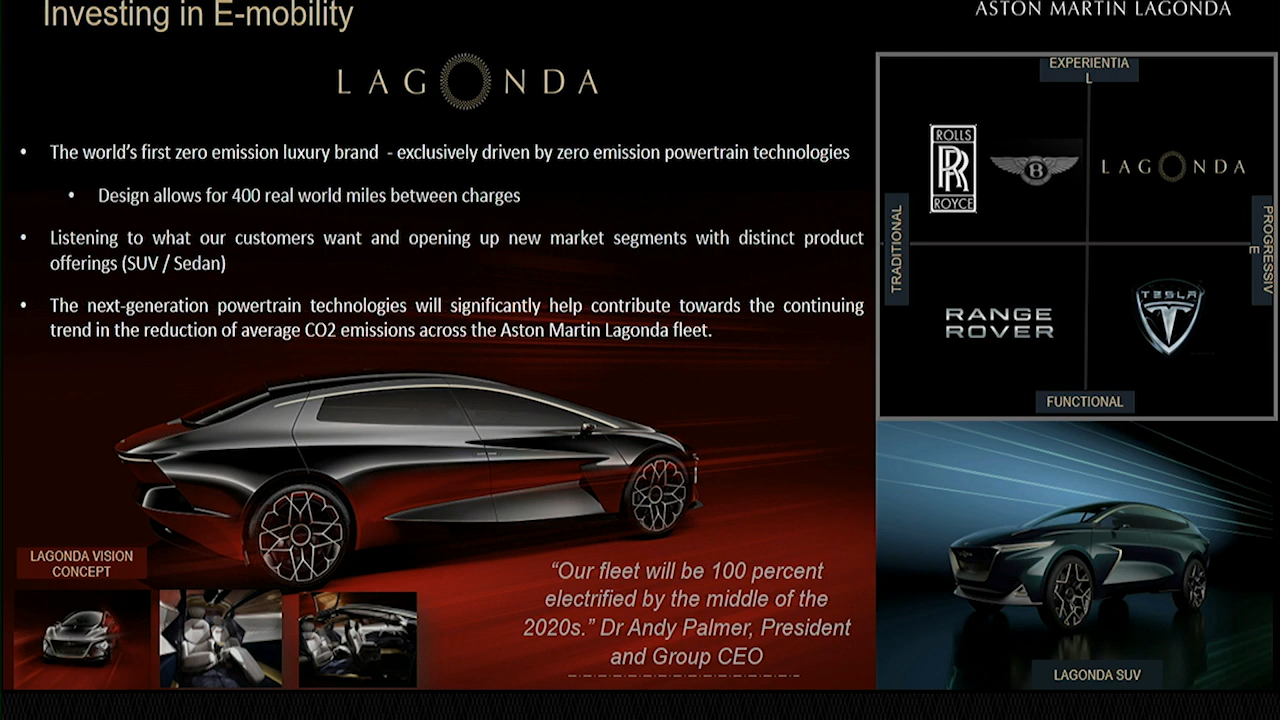 Investing in E-mobility
ASTON MARTIN LAGONDA
LAGONDA
• The world's first zero emission luxury brand - exclusively driven by zero emission powertrain technologies
• Design allows for 400 real world miles between charges
• Listening to what our customers want and opening up new market segments with distinct product
offerings (SUV / Sedan)
• The next-generation powertrain technologies will significantly help contribute towards the continuing
trend in the reduction of average CO2 emissions across the Aston Martin Lagonda fleet.
EXPERIENTIA
L
ROLLS
RR
ROYCE
B
LAGONDA
TRADITIONAL
PROGRESSIV
E
RANGE
ROVER
TESLA
FUNCTIONAL
LAGONDA VISION
CONCEPT
“Our fleet will be 100 percent
electrified by the middle of the
2020s.” Dr Andy Palmer, President
and Group CEO
LAGONDA SUV